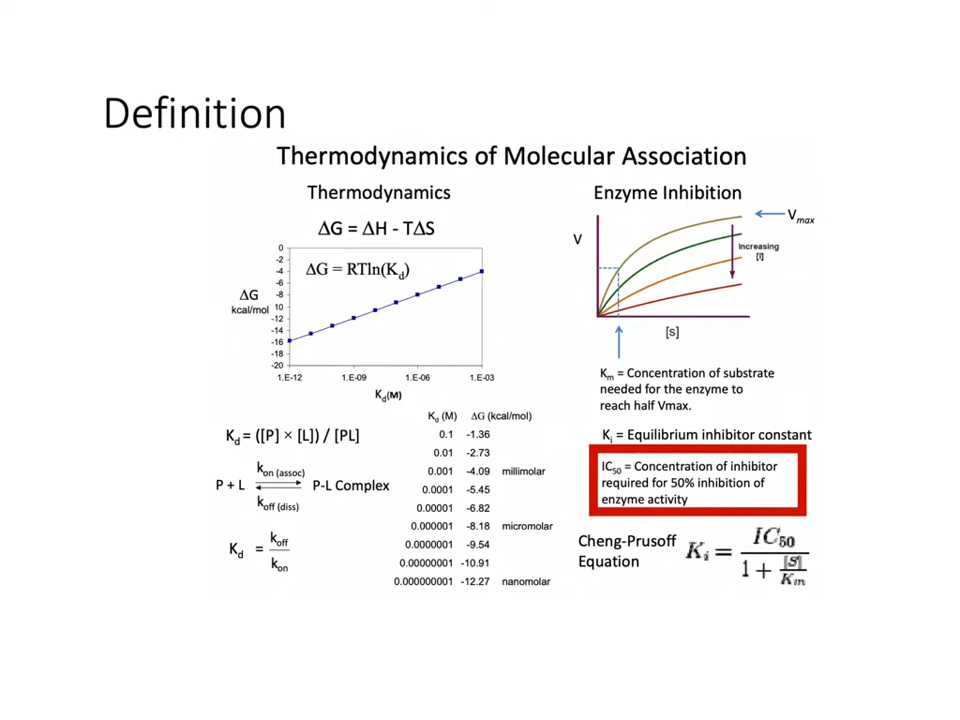 Definition
Thermodynamics of Molecular Association
Thermodynamics
ΔG = ΔH - TΔS
ΔG = RTln(Kd)
ΔG
kcal/mol
0
-2
-4
-6
-8
10
-12
-14
-16
-18
-20
1.E-12 1.E-09 1.E-06 1.E-03
Kd(M)
Kd = ([P] × [L]) / [PL]
P + L kon (assoc) koff (diss) P-L Complex
Kd = koff / kon
Kd (M) ΔG (kcal/mol)
0.1 -1.36
0.01 -2.73
0.001 -4.09 millimolar
0.0001 -5.45
0.00001 -6.82
0.000001 -8.18 micromolar
0.0000001 -9.54
0.00000001 -10.91
0.000000001 -12.27 nanomolar
Enzyme Inhibition
V
Vmax
Increasing
[I]
[s]
Km = Concentration of substrate
needed for the enzyme to
reach half Vmax.
Ki = Equilibrium inhibitor constant
IC50 = Concentration of inhibitor
required for 50% inhibition of
enzyme activity
Cheng-Prusoff
Equation
Ki = IC50 / 1 + [S] / Km